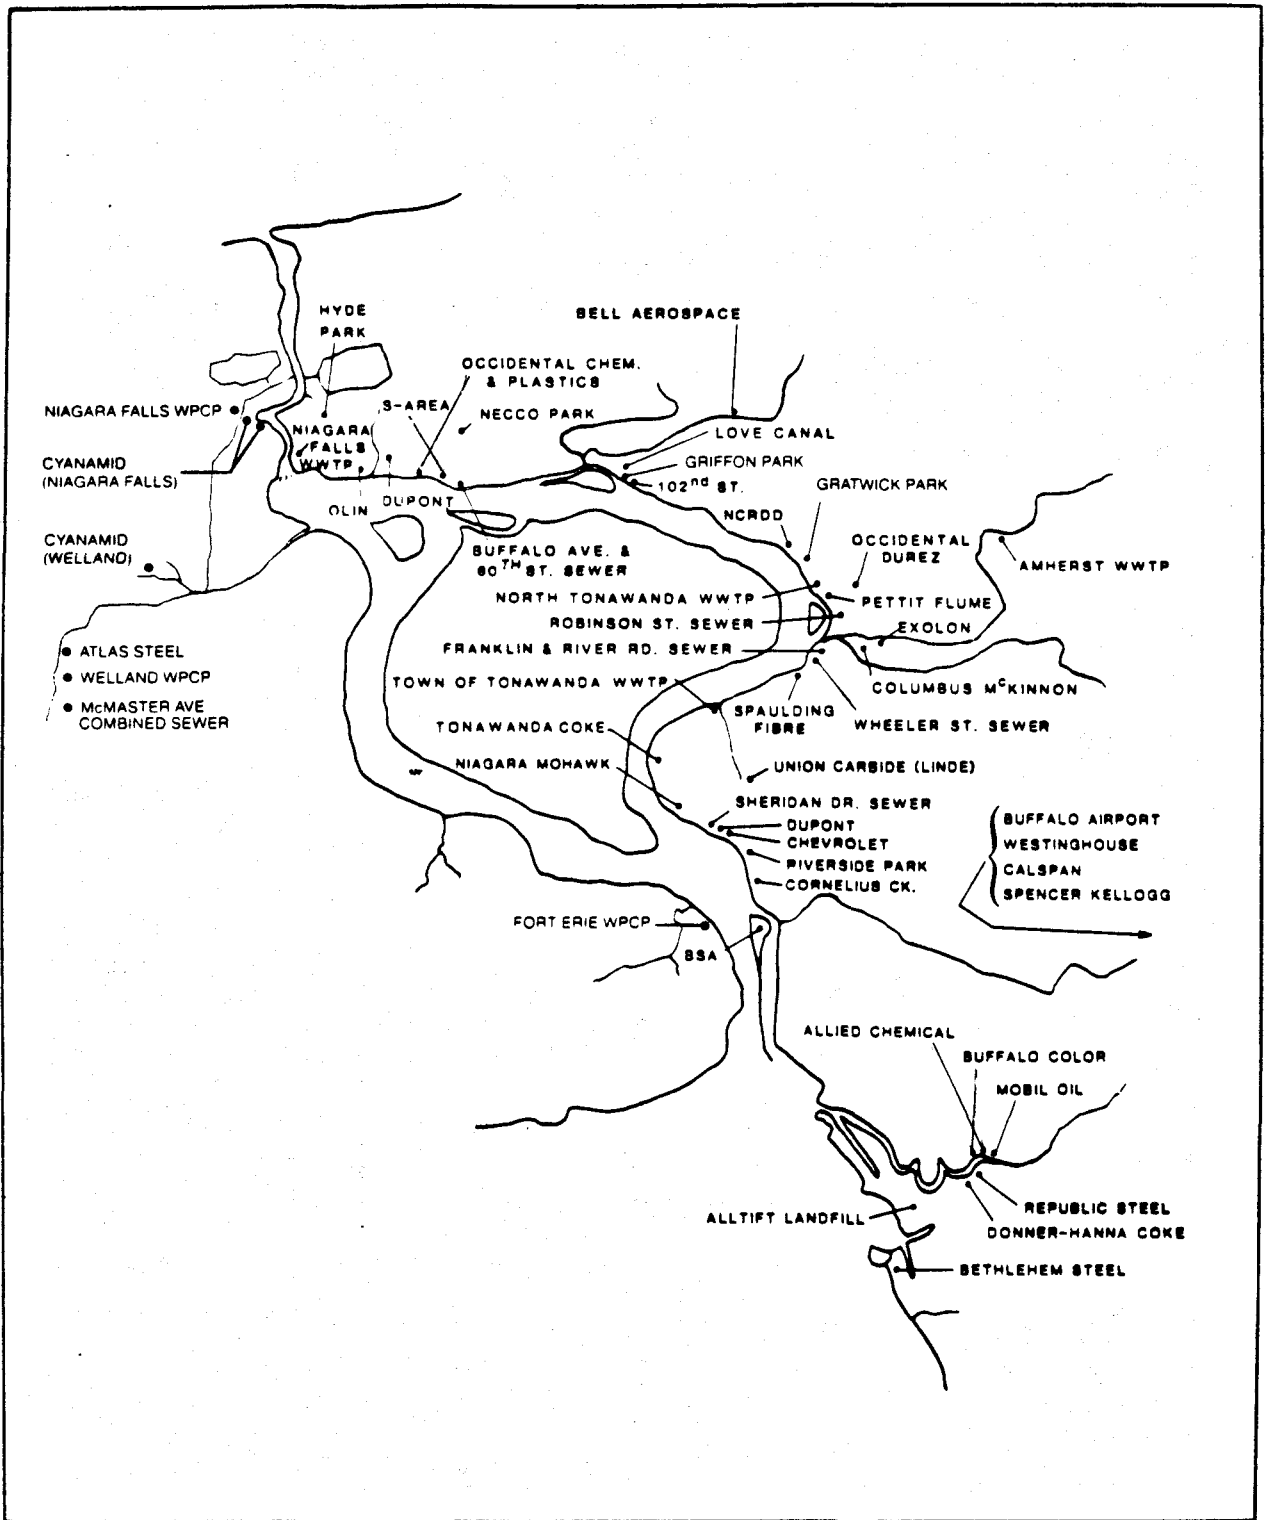 HYDE
PARK
BELL AEROSPACE
OCCIDENTAL CHEM.
& PLASTICS
S-AREA
NECCO PARK
NIAGARA FALLS WPCP
NIAGARA
FALLS
WWTP
LOVE CANAL
CYANAMID
(NIAGARA FALLS)
GRIFFON PARK
102nd ST.
GRATWICK PARK
OLIN
DUPONT
NCRDD
CYANAMID
(WELLAND)
BUFFALO AVE. &
60TH ST. SEWER
OCCIDENTAL
DUREZ
AMHERST WWTP
NORTH TONAWANDA WWTP
PETTIT FLUME
ROBINSON ST. SEWER
EXOLON
ATLAS STEEL
FRANKLIN & RIVER RD. SEWER
WELLAND WPCP
TOWN OF TONAWANDA WWTP
COLUMBUS McKINNON
McMASTER AVE
COMBINED SEWER
SPAULDING
FIBRE
WHEELER ST. SEWER
TONAWANDA COKE
NIAGARA MOHAWK
UNION CARBIDE (LINDE)
SHERIDAN DR. SEWER
DUPONT
CHEVROLET
RIVERSIDE PARK
CORNELIUS CK.
BUFFALO AIRPORT
WESTINGHOUSE
CALSPAN
SPENCER KELLOGG
FORT ERIE WPCP
BSA
ALLIED CHEMICAL
BUFFALO COLOR
MOBIL OIL
ALLTIFT LANDFILL
REPUBLIC STEEL
DONNER-HANNA COKE
BETHLEHEM STEEL